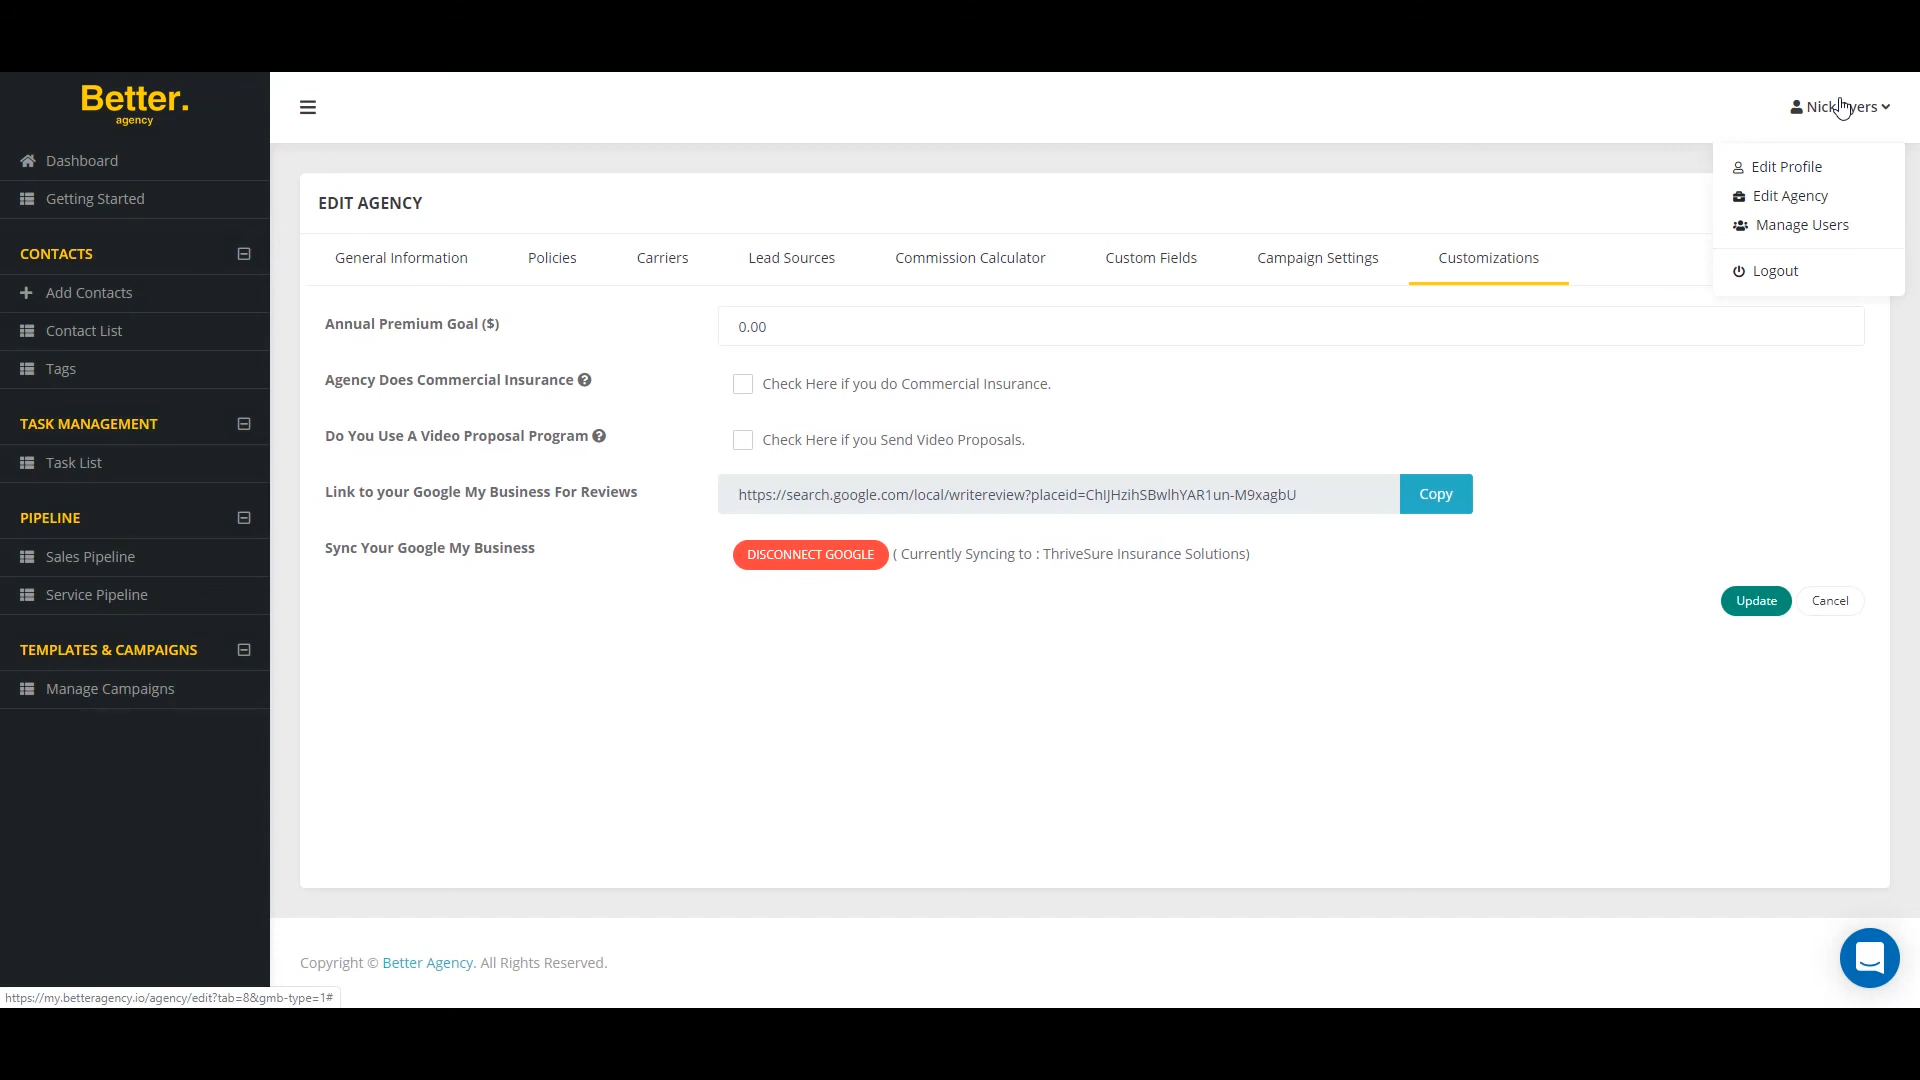 Better.
agency
Dashboard
Getting Started
CONTACTS
Add Contacts
Contact List
Tags
TASK MANAGEMENT
Task List
PIPELINE
Sales Pipeline
Service Pipeline
TEMPLATES & CAMPAIGNS
Manage Campaigns
Nick
Edit Profile
Edit Agency
Manage Users
Logout
EDIT AGENCY
General Information Policies Carriers Lead Sources Commission Calculator Custom Fields Campaign Settings Customizations
Annual Premium Goal ($) 0.00
Agency Does Commercial Insurance Check Here if you do Commercial Insurance.
Do You Use A Video Proposal Program Check Here if you Send Video Proposals.
Link to your Google My Business For Reviews https://search.google.com/local/writereview?placeid=ChIJHzihSBwlhYAR1un-M9xagbU Copy
Sync Your Google My Business DISCONNECT GOOGLE ( Currently Syncing to : ThriveSure Insurance Solutions)
Update Cancel
Copyright © Better Agency. All Rights Reserved.
https://my.betteragency.io/agency/edit?tab=8&gmb-type=1#